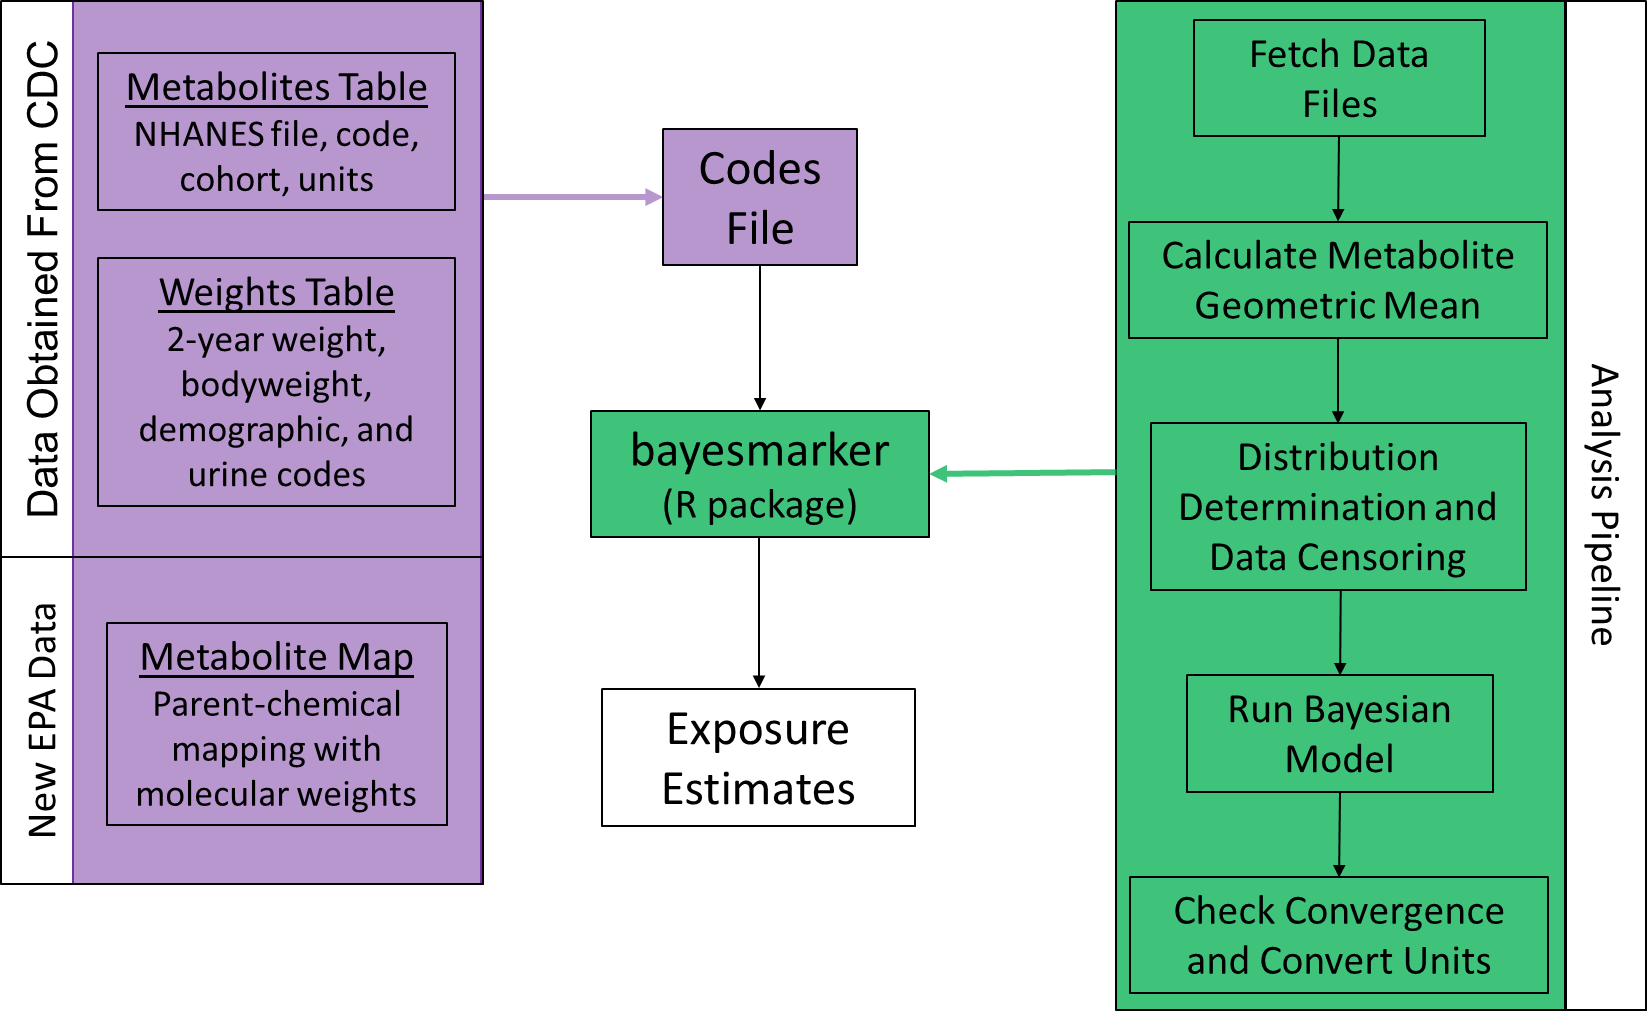 Data Obtained From CDC
Metabolites Table
NHANES file, code,
cohort, units
Weights Table
2-year weight,
bodyweight,
demographic, and
urine codes
New EPA Data
Metabolite Map
Parent-chemical
mapping with
molecular weights
Codes
File
bayesmarker
(R package)
Exposure
Estimates
Fetch Data
Files
Calculate Metabolite
Geometric Mean
Distribution
Determination and
Data Censoring
Run Bayesian
Model
Check Convergence
and Convert Units
Analysis Pipeline